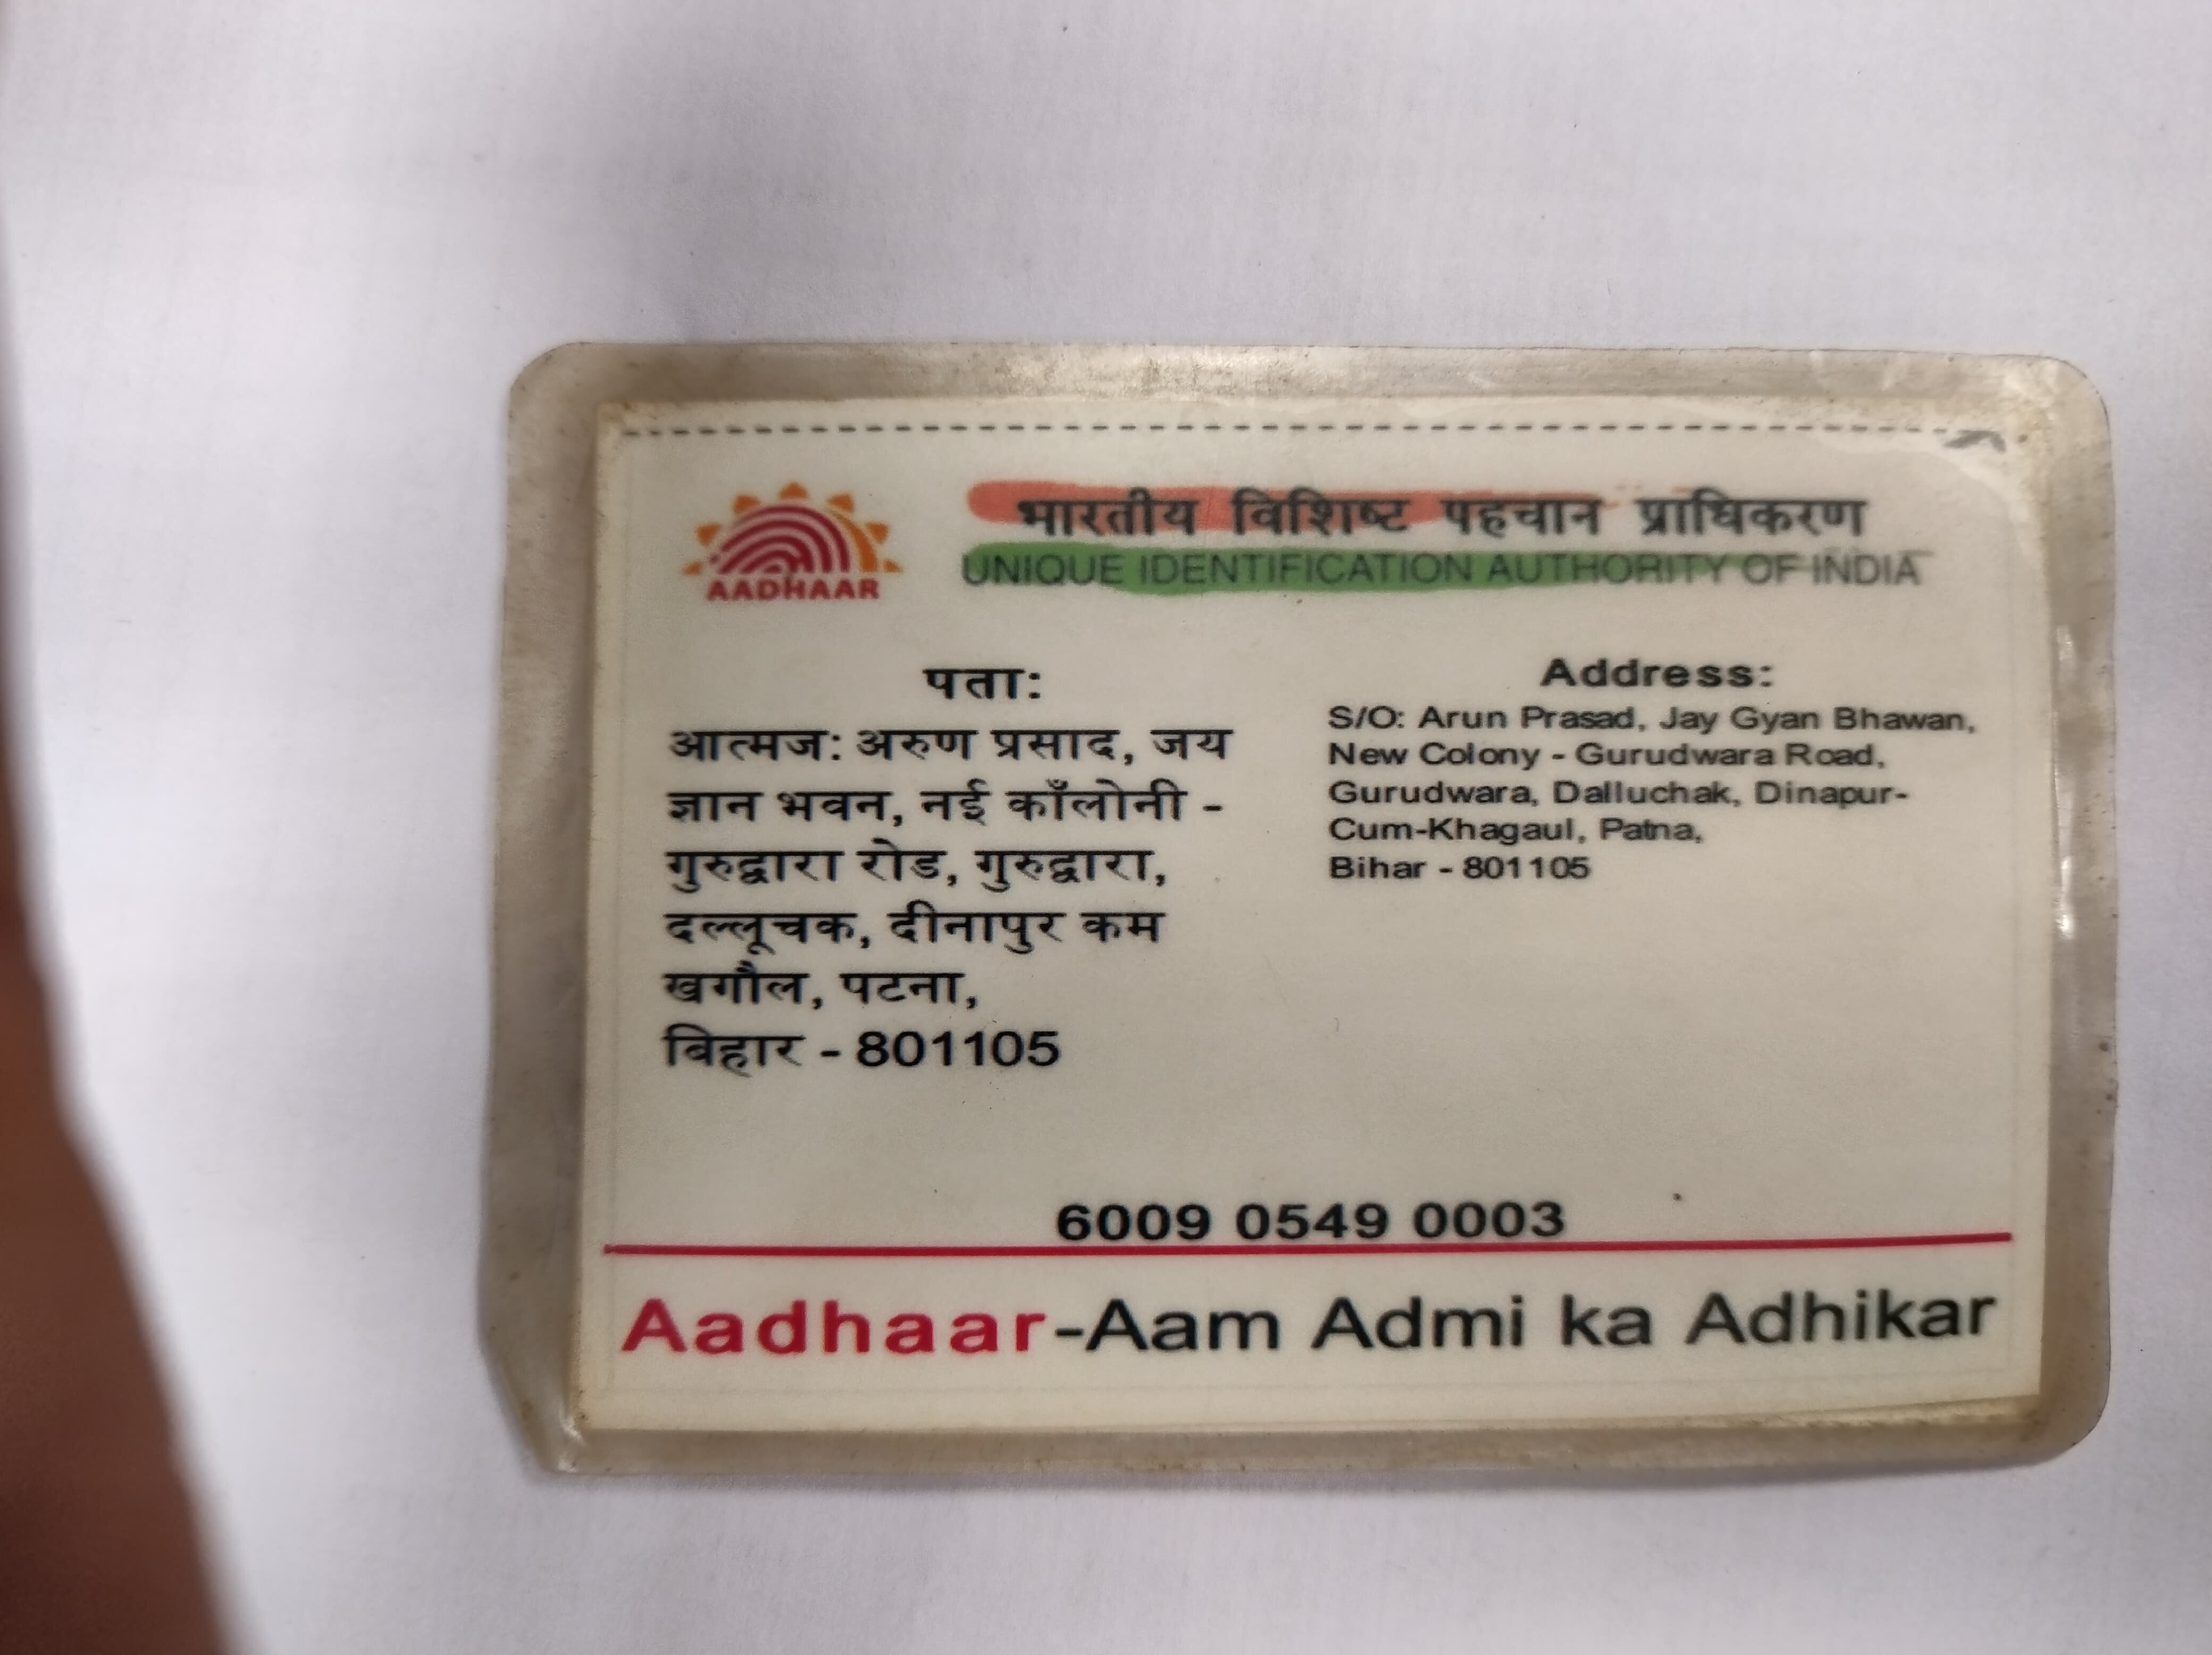 भारतीय विशिष्ट पहचान प्राधिकरण
UNIQUE IDENTIFICATION AUTHORITY OF INDIA
AADHAAR
पता:
आत्मज: अरुण प्रसाद, जय
ज्ञान भवन, नई काँलोनी -
गुरुद्वारा रोड, गुरुद्वारा,
दल्लूचक, दीनापुर कम
खगौल, पटना,
बिहार - 801105
Address:
S/O: Arun Prasad, Jay Gyan Bhawan,
New Colony - Gurudwara Road,
Gurudwara, Dalluchak, Dinapur-
Cum-Khagaul, Patna,
Bihar - 801105
6009 0549 0003
Aadhaar-Aam Admi ka Adhikar